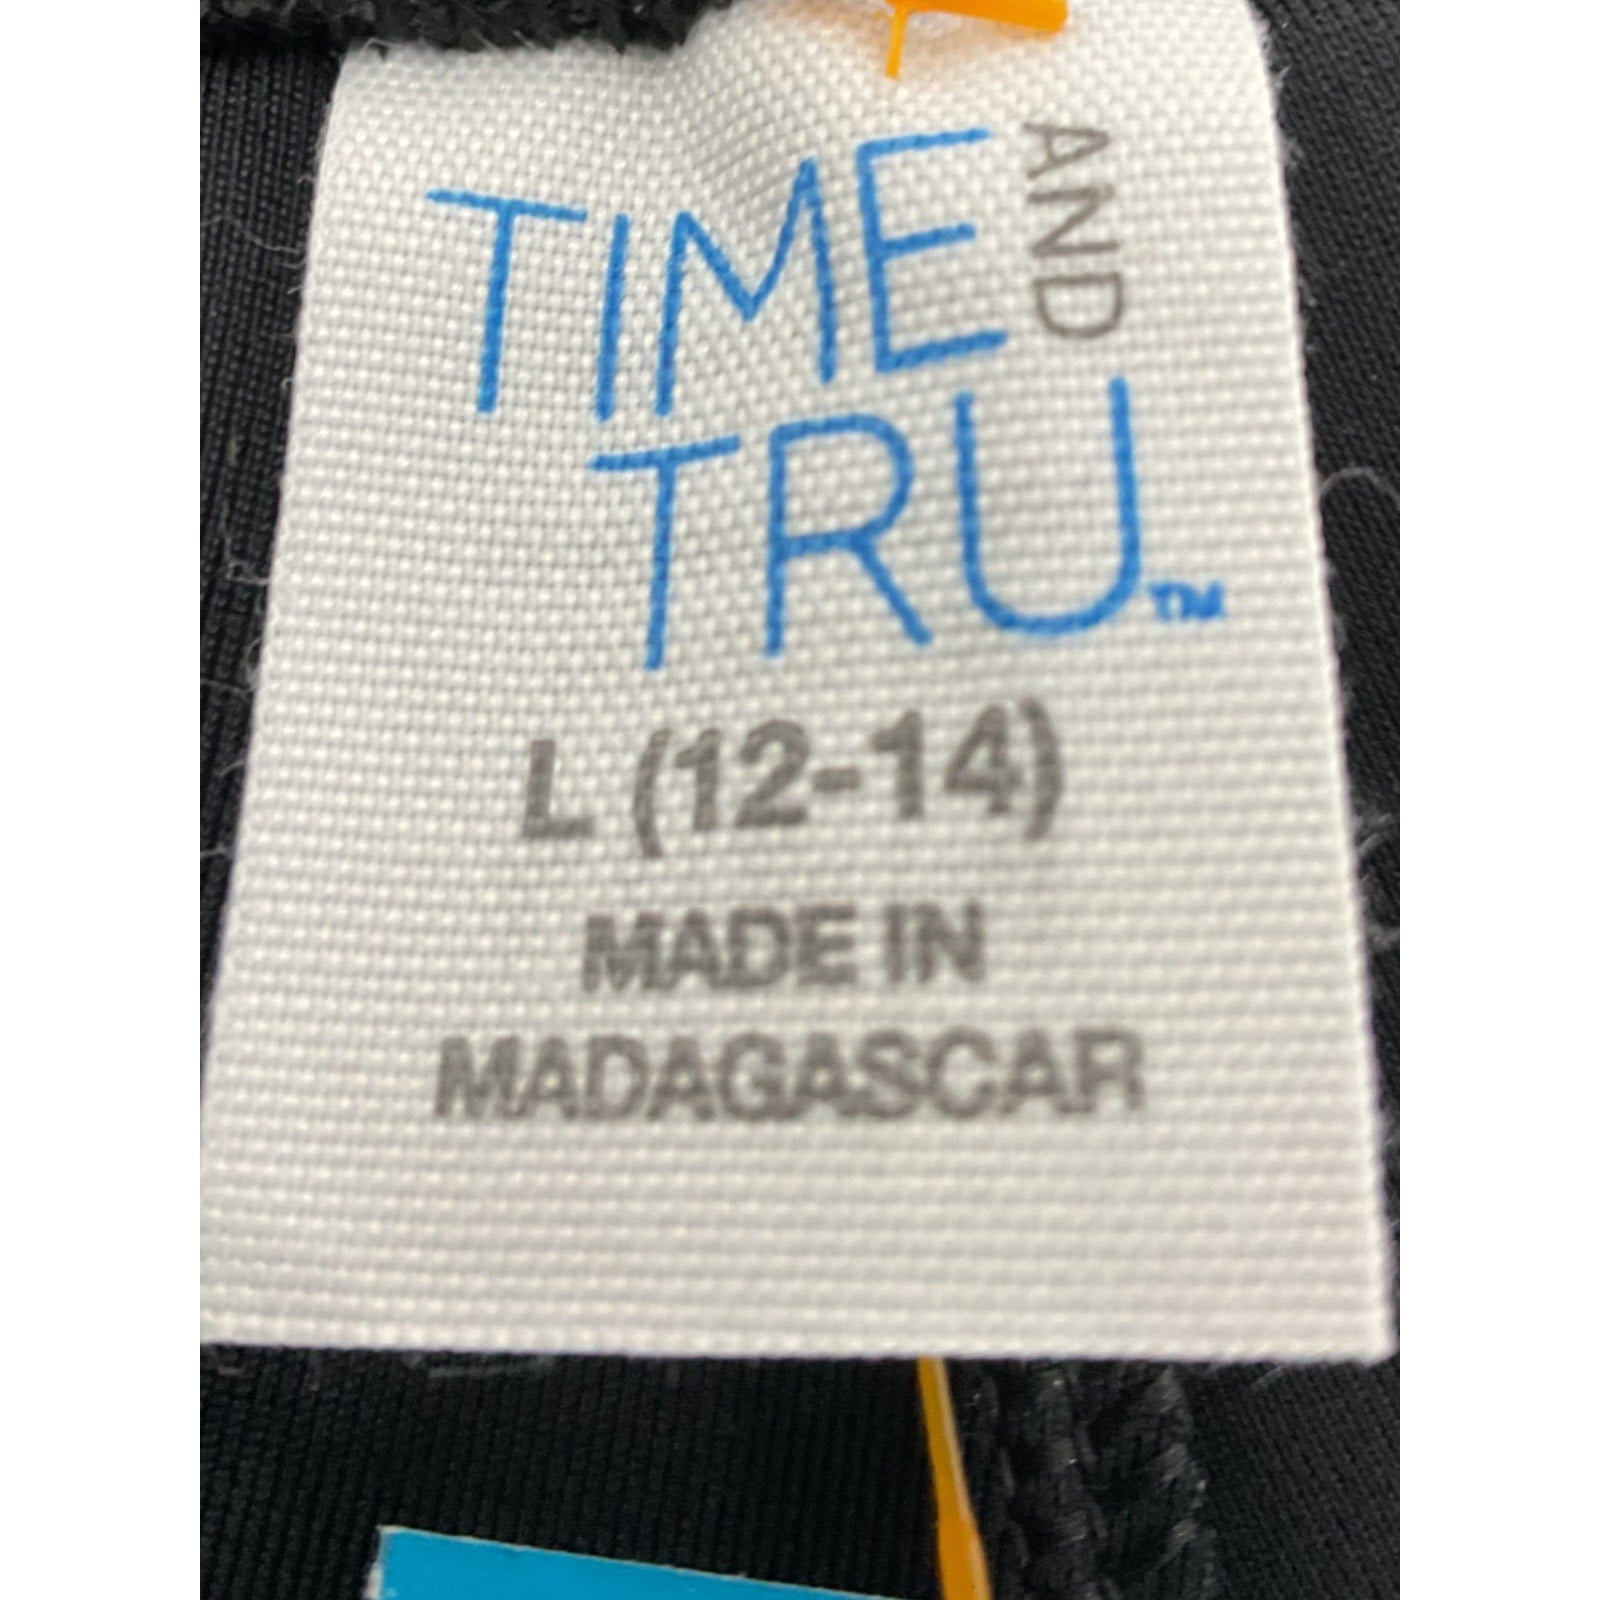 TIME AND
TRU™
L (12-14)
MADE IN
MADAGASCAR